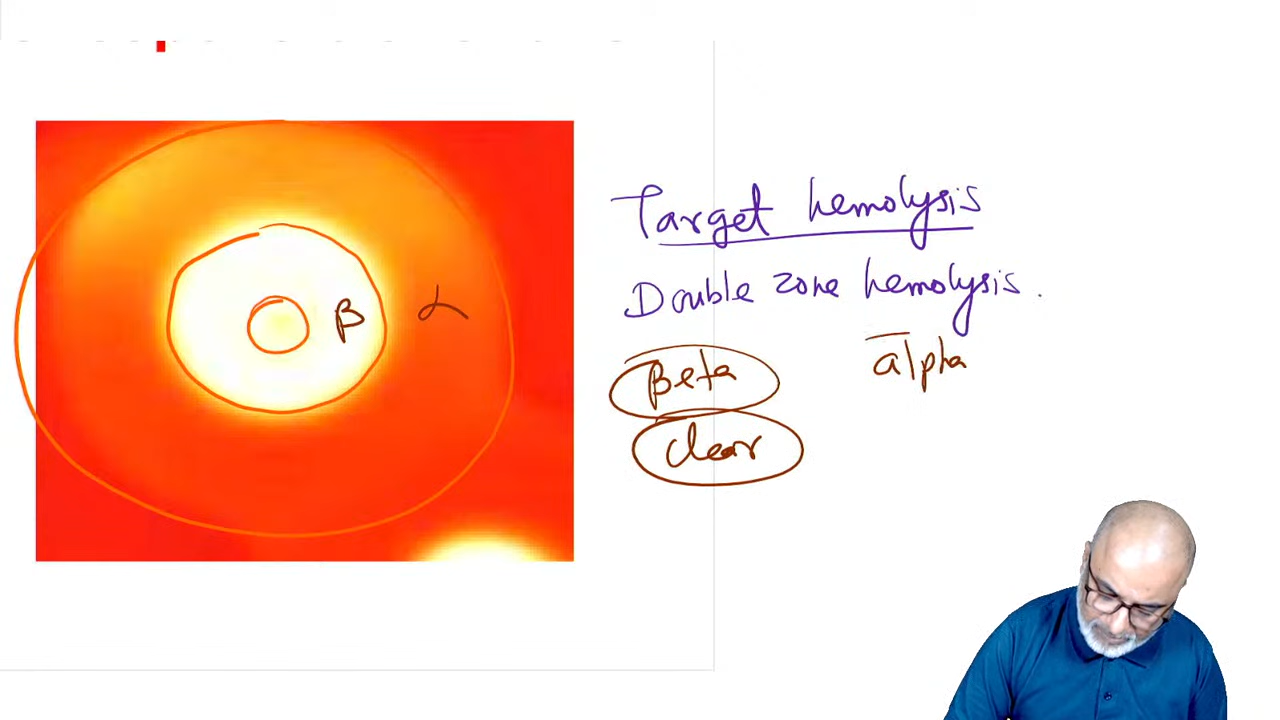 Target hemolysis
Double zone hemolysis.
Beta alpha
clear
β α